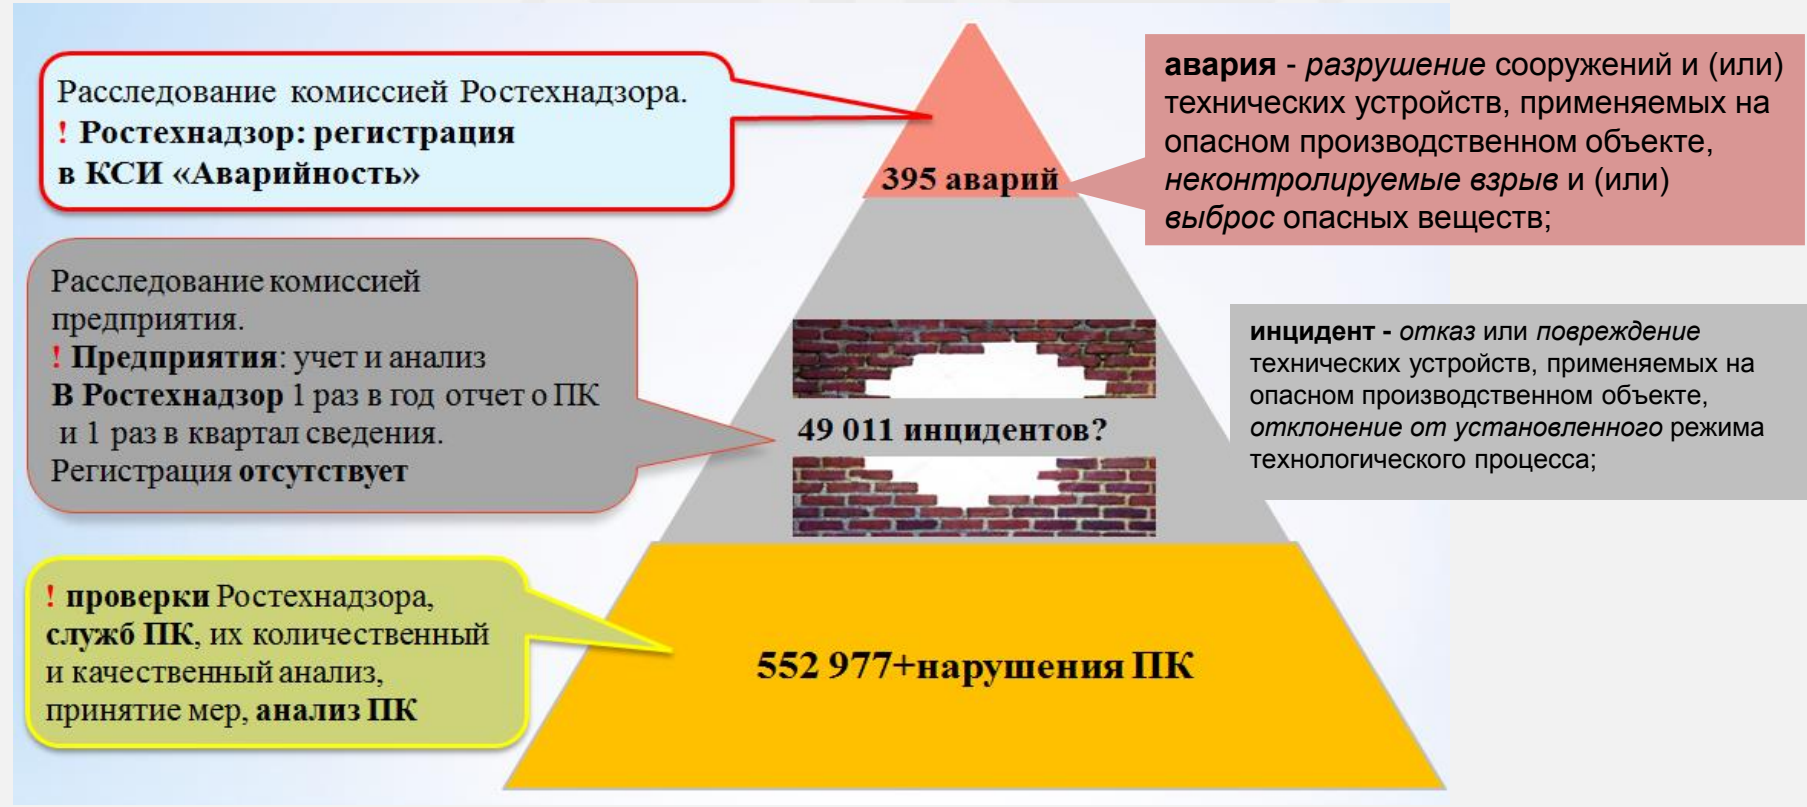 Расследование комиссией Ростехнадзора.
! Ростехнадзор: регистрация
в КСИ «Аварийность»
395 аварий
авария - разрушение сооружений и (или)
технических устройств, применяемых на
опасном производственном объекте,
неконтролируемые взрыв и (или)
выброс опасных веществ;
Расследование комиссией
предприятия.
! Предприятия: учет и анализ
В Ростехнадзор 1 раз в год отчет о ПК
и 1 раз в квартал сведения.
Регистрация отсутствует
49 011 инцидентов?
инцидент - отказ или повреждение
технических устройств, применяемых на
опасном производственном объекте,
отклонение от установленного режима
технологического процесса;
! проверки Ростехнадзора,
служб ПК, их количественный
и качественный анализ,
принятие мер, анализ ПК
552 977+нарушения ПК